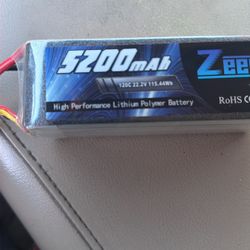 5200mAh
Zee
120C 22.2V 115.44WH
High Performance Lithium Polymer Battery
RoHS